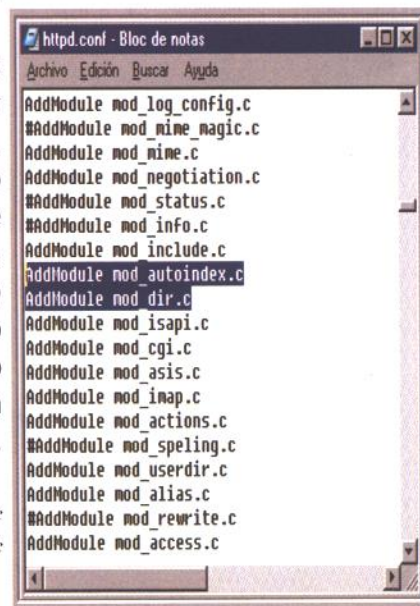 httpd.conf - Bloc de notas
Archivo Edición Buscar Ayuda
AddModule mod_log_config.c
#AddModule mod_mime_magic.c
AddModule mod_mime.c
AddModule mod_negotiation.c
#AddModule mod_status.c
#AddModule mod_info.c
AddModule mod_include.c
AddModule mod_autoindex.c
AddModule mod_dir.c
AddModule mod_isapi.c
AddModule mod_cgi.c
AddModule mod_asis.c
AddModule mod_imap.c
AddModule mod_actions.c
#AddModule mod_speling.c
AddModule mod_userdir.c
AddModule mod_alias.c
#AddModule mod_rewrite.c
AddModule mod_access.c